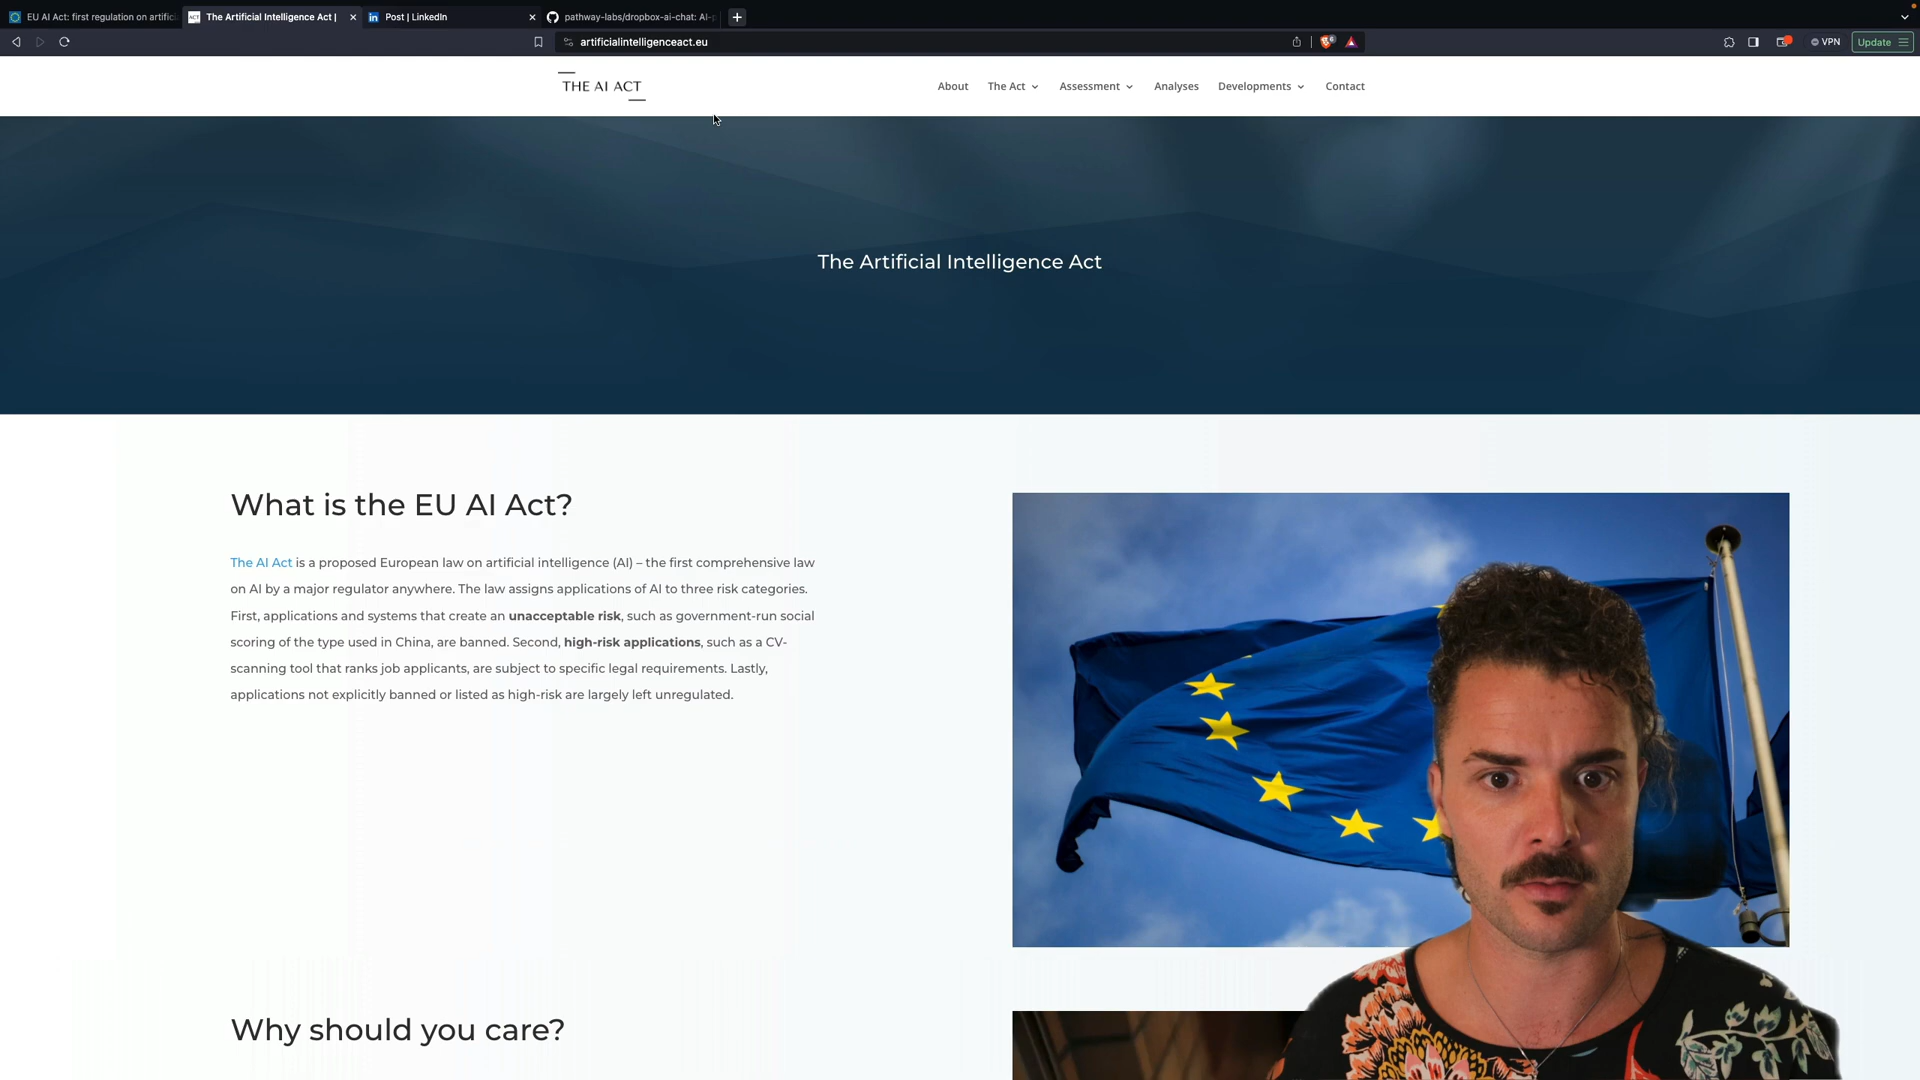 EU AI Act: first regulation on artific
The Artificial Intelligence Act |
Post | LinkedIn
pathway-labs/dropbox-ai-chat: AI-p
artificialintelligenceact.eu
6
VPN
Update
THE AI ACT
About
The Act
Assessment
Analyses
Developments
Contact
The Artificial Intelligence Act
What is the EU AI Act?
The AI Act is a proposed European law on artificial intelligence (AI) – the first comprehensive law
on AI by a major regulator anywhere. The law assigns applications of AI to three risk categories.
First, applications and systems that create an unacceptable risk, such as government-run social
scoring of the type used in China, are banned. Second, high-risk applications, such as a CV-
scanning tool that ranks job applicants, are subject to specific legal requirements. Lastly,
applications not explicitly banned or listed as high-risk are largely left unregulated.
Why should you care?